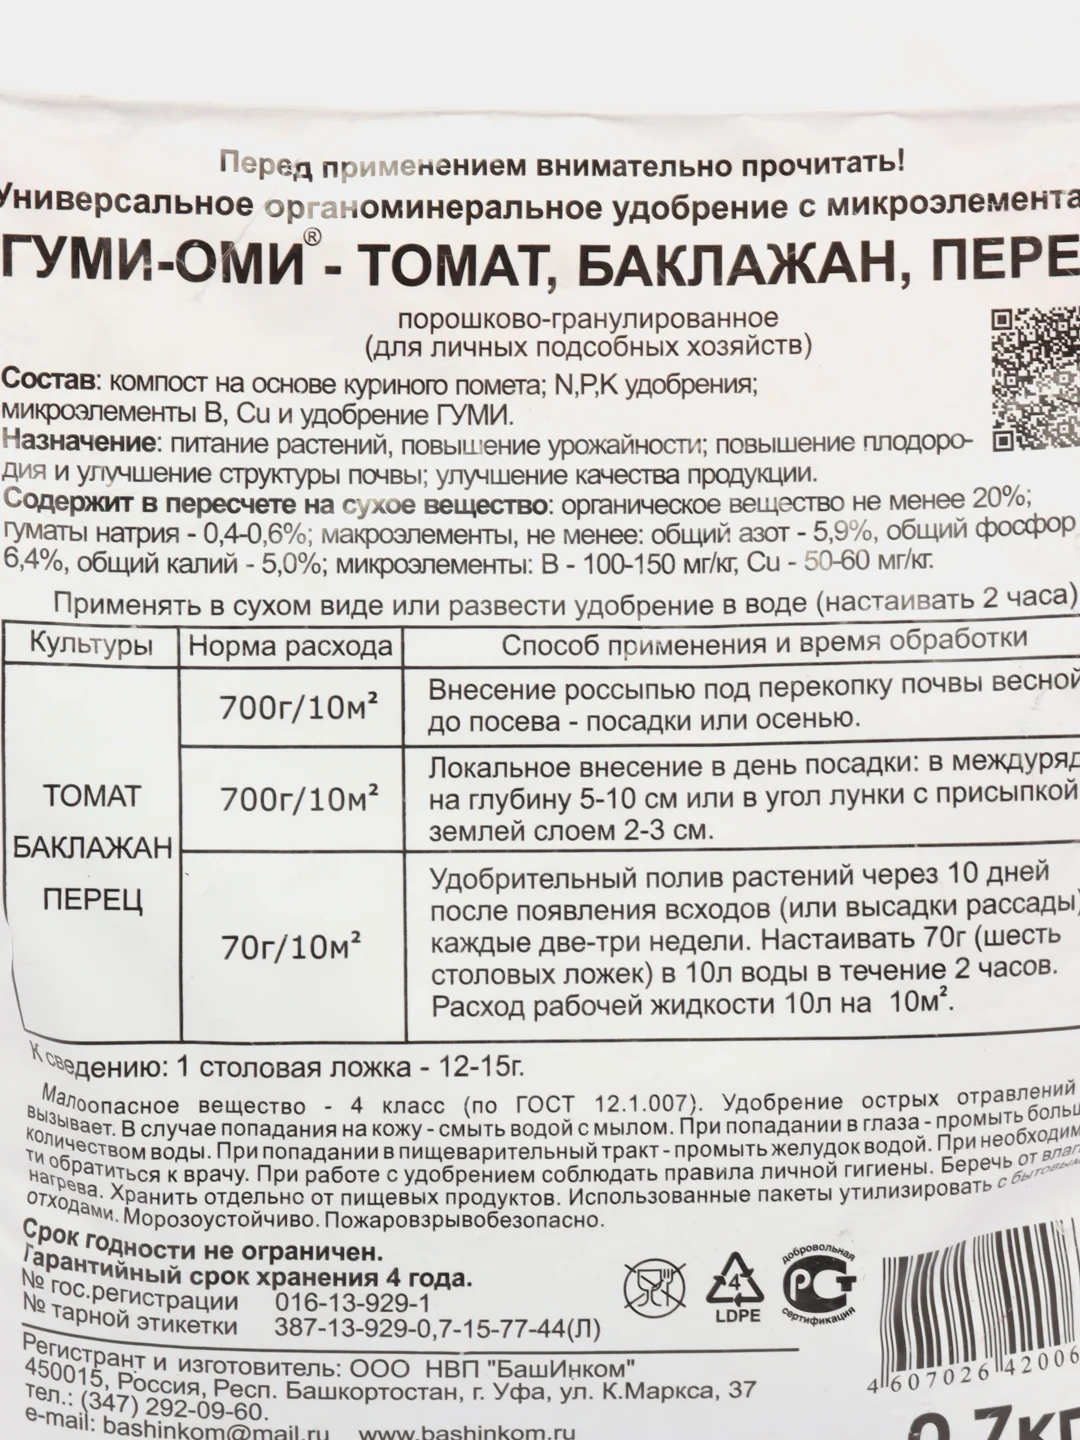 Перед применением внимательно прочитать!
Универсальное органоминеральное удобрение с микроэлемента
ГУМИ-ОМИ® - ТОМАТ, БАКЛАЖАН, ПЕРЕ
порошково-гранулированное
(для личных подсобных хозяйств)
Состав: компост на основе куриного помета; N,P,K удобрения;
микроэлементы B, Cu и удобрение ГУМИ.
Назначение: питание растений, повышение урожайности; повышение плодоро-
дия и улучшение структуры почвы; улучшение качества продукции.
Содержит в пересчете на сухое вещество: органическое вещество не менее 20%;
гуматы натрия - 0,4-0,6%; макроэлементы, не менее: общий азот - 5,9%, общий фосфор
6,4%, общий калий - 5,0%; микроэлементы: B - 100-150 мг/кг, Cu - 50-60 мг/кг.
Применять в сухом виде или развести удобрение в воде (настаивать 2 часа)
Культуры Норма расхода Способ применения и время обработки
ТОМАТ
БАКЛАЖАН
ПЕРЕЦ
700г/10м²
Внесение россыпью под перекопку почвы весной
до посева - посадки или осенью.
700г/10м²
Локальное внесение в день посадки: в междуряд
на глубину 5-10 см или в угол лунки с присыпкой
землей слоем 2-3 см.
70г/10м²
Удобрительный полив растений через 10 дней
после появления всходов (или высадки рассады)
каждые две-три недели. Настаивать 70г (шесть
столовых ложек) в 10л воды в течение 2 часов.
Расход рабочей жидкости 10л на 10м².
К сведению: 1 столовая ложка - 12-15г.
Малоопасное вещество - 4 класс (по ГОСТ 12.1.007). Удобрение острых отравлений
вызывает. В случае попадания на кожу - смыть водой с мылом. При попадании в глаза - промыть больш
количеством воды. При попадании в пищеварительный тракт - промыть желудок водой. При необходим
ти обратиться к врачу. При работе с удобрением соблюдать правила личной гигиены. Беречь от влаг
нагрева. Хранить отдельно от пищевых продуктов. Использованные пакеты утилизировать с бытовым
отходами. Морозоустойчиво. Пожаровзрывобезопасно.
Срок годности не ограничен.
Гарантийный срок хранения 4 года.
№ гос.регистрации 016-13-929-1
№ тарной этикетки 387-13-929-0,7-15-77-44(Л)
4
LDPE
добровольная
РСТ
сертификация
Регистрант и изготовитель: ООО НВП "БашИнком"
450015, Россия, Респ. Башкортостан, г. Уфа, ул. К.Маркса, 37
тел.: (347) 292-09-60.
e-mail: bashinkom@mail.ru www.bashinkom.ru
4 607026 42006
0,7кг